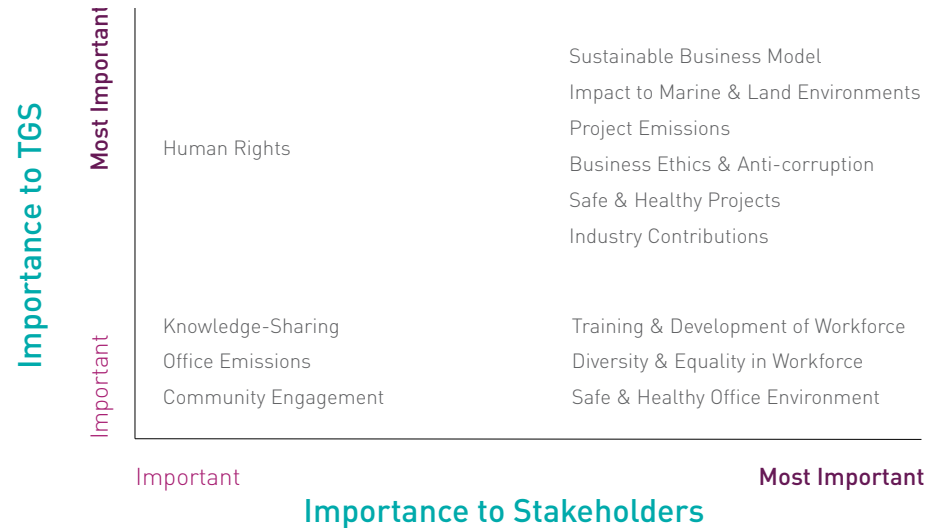 Importance to TGS
Most Important
Important
Human Rights
Sustainable Business Model
Impact to Marine & Land Environments
Project Emissions
Business Ethics & Anti-corruption
Safe & Healthy Projects
Industry Contributions
Knowledge-Sharing
Office Emissions
Community Engagement
Training & Development of Workforce
Diversity & Equality in Workforce
Safe & Healthy Office Environment
Important
Most Important
Importance to Stakeholders